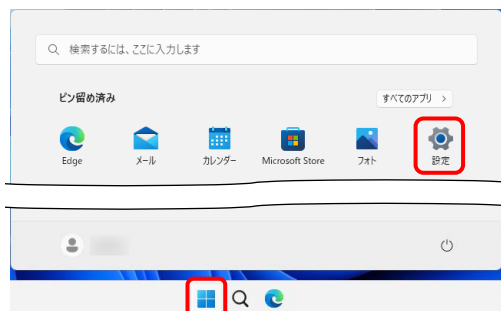 検索するには、ここに入力します
ピン留め済み
すべてのアプリ >
Edge
メール
カレンダー
Microsoft Store
フォト
設定